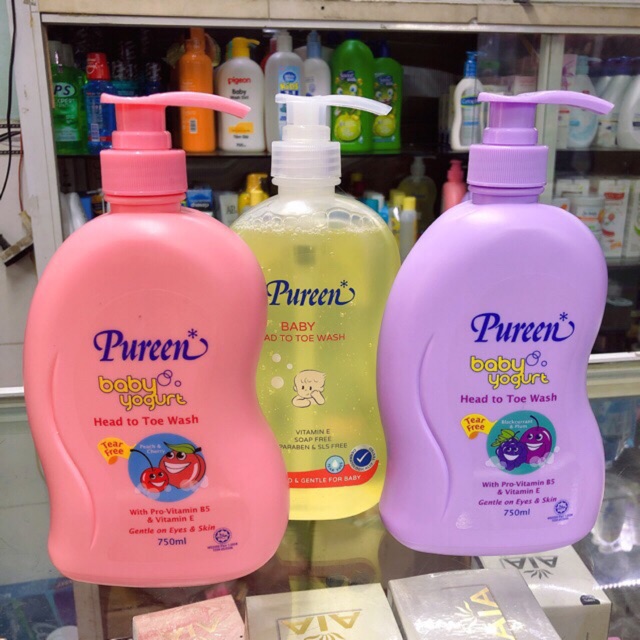 Pureen*
baby
yogurt
Head to Toe Wash
Tear
Free
Peach &
Cherry
With Pro-Vitamin B5
& Vitamin E
Gentle on Eyes & Skin
750ml
Pureen*
BABY
HEAD TO TOE WASH
VITAMIN E
SOAP FREE
PARABEN & SLS FREE
& GENTLE FOR BABY
Pureen*
baby
yogurt
Head to Toe Wash
Tear
Free
Blackcurrant
& Plum
With Pro-Vitamin B5
& Vitamin E
Gentle on Eyes & Skin
750ml
pigeon
Baby
AIA
AIA
AIA